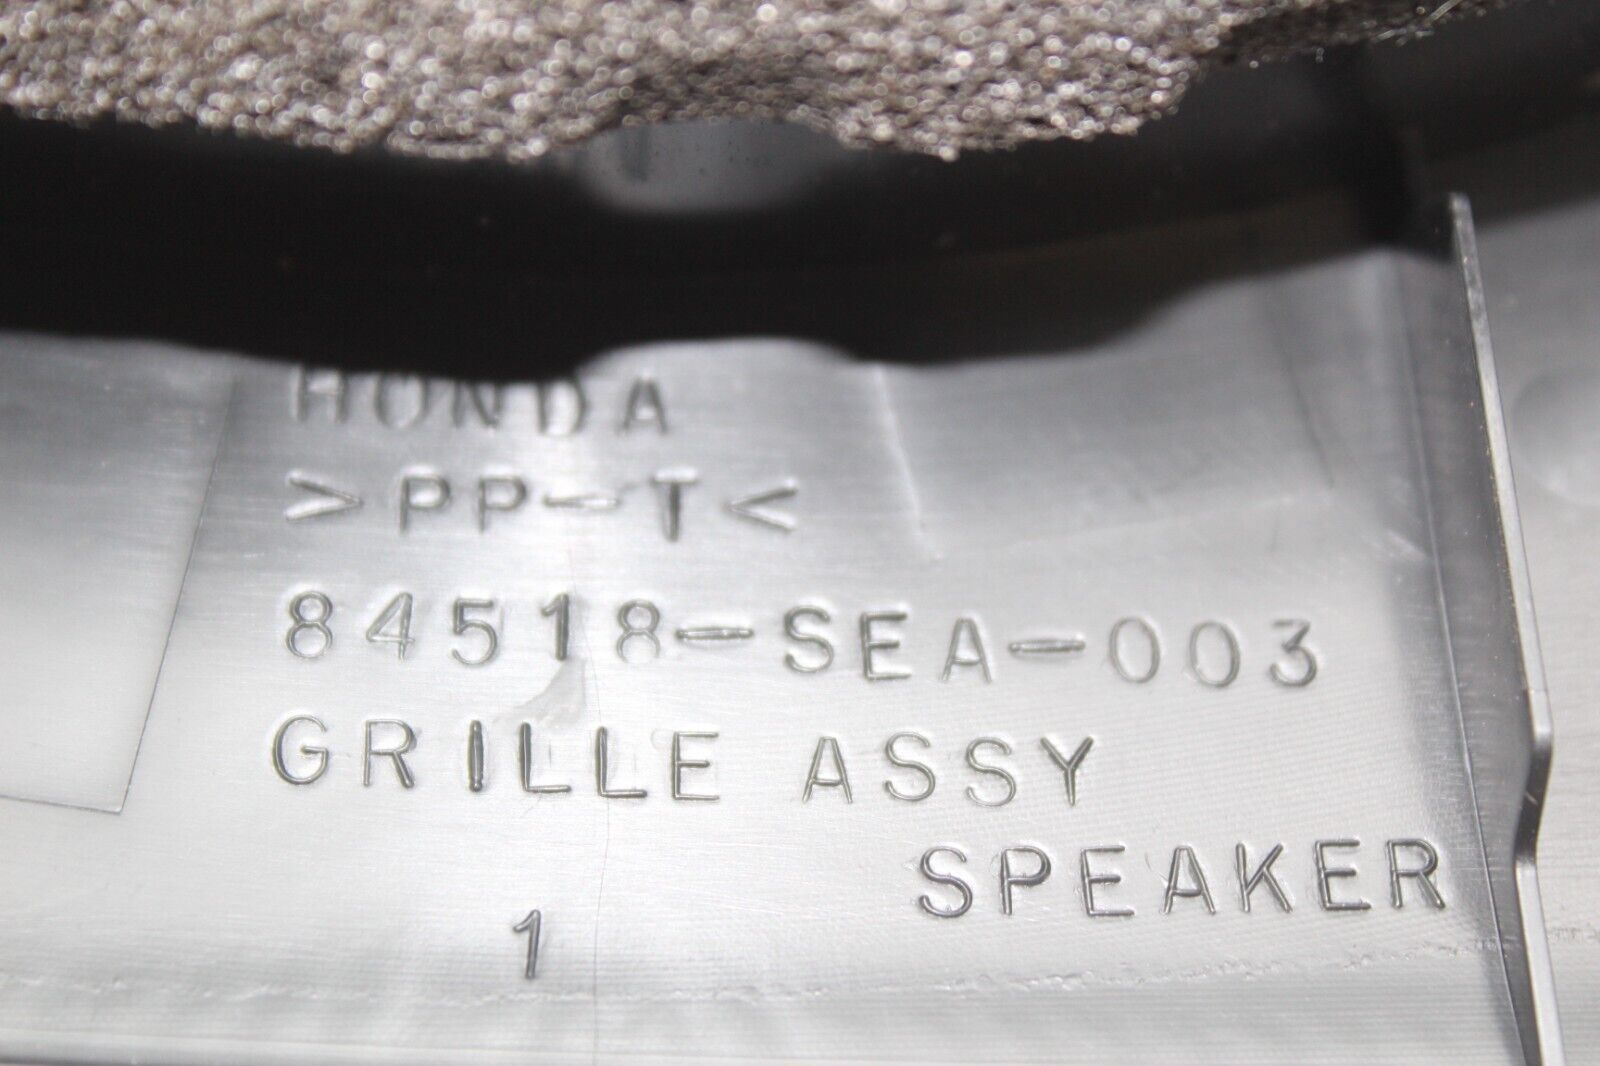 HONDA
>PP-T<
84518-SEA-003
GRILLE ASSY
SPEAKER
1